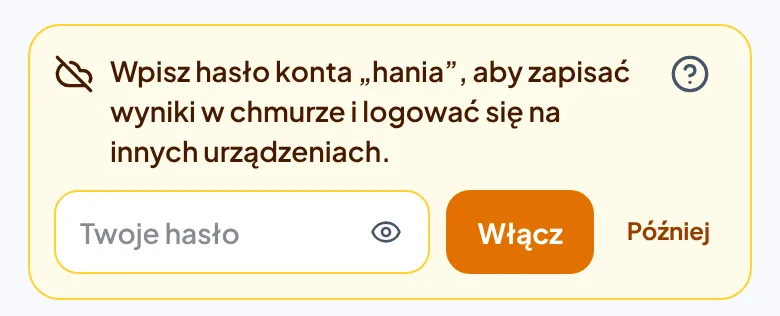 Wpisz hasło konta „hania”, aby zapisać
wyniki w chmurze i logować się na
innych urządzeniach.
Twoje hasło
Włącz
Później